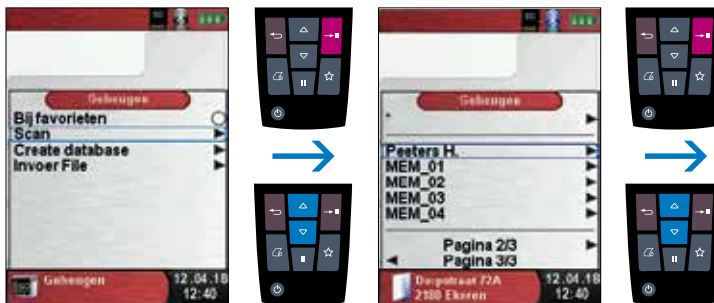 Geheugen
Bij favorieten
Scan
Create database
Invoer File
Geheugen
12.04.18
12:40
Geheugen
Peeters H.
MEM_01
MEM_02
MEM_03
MEM_04
Pagina 2/3
Pagina 3/3
Dorpstraat 72A
2180 Ekeren
12.04.18
12:40